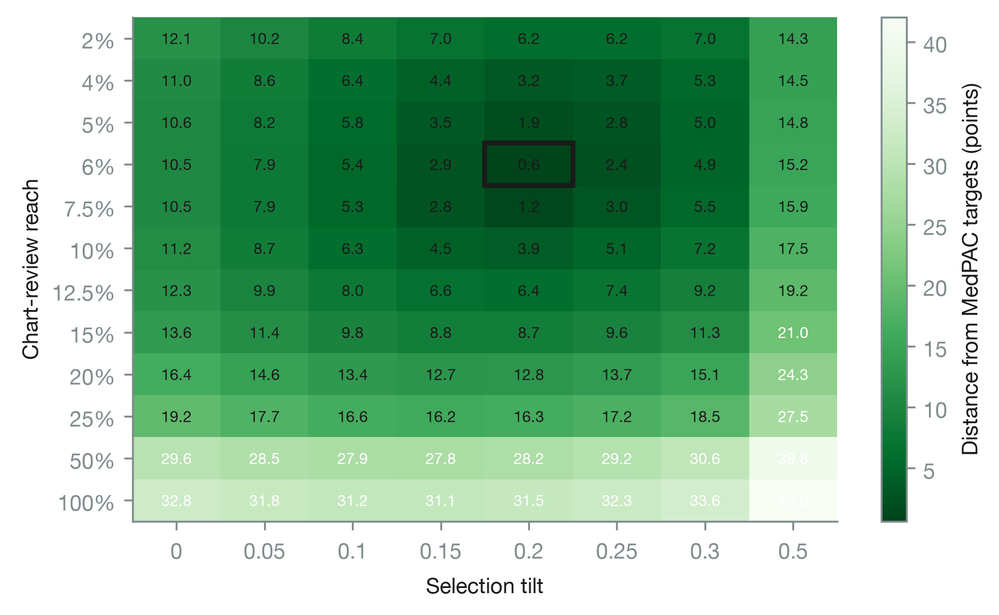 2% 12.1 10.2 8.4 7.0 6.2 6.2 7.0 14.3
4% 11.0 8.6 6.4 4.4 3.2 3.7 5.3 14.5
5% 10.6 8.2 5.8 3.5 1.9 2.8 5.0 14.8
6% 10.5 7.9 5.4 2.9 0.6 2.4 4.9 15.2
7.5% 10.5 7.9 5.3 2.8 1.2 3.0 5.5 15.9
10% 11.2 8.7 6.3 4.5 3.9 5.1 7.2 17.5
12.5% 12.3 9.9 8.0 6.6 6.4 7.4 9.2 19.2
15% 13.6 11.4 9.8 8.8 8.7 9.6 11.3 21.0
20% 16.4 14.6 13.4 12.7 12.8 13.7 15.1 24.3
25% 19.2 17.7 16.6 16.2 16.3 17.2 18.5 27.5
50% 29.6 28.5 27.9 27.8 28.2 29.2 30.6 39.8
100% 32.8 31.8 31.2 31.1 31.5 32.3 33.6 42.0
0 0.05 0.1 0.15 0.2 0.25 0.3 0.5
Selection tilt
Chart-review reach
40
35
30
25
20
15
10
5
Distance from MedPAC targets (points)